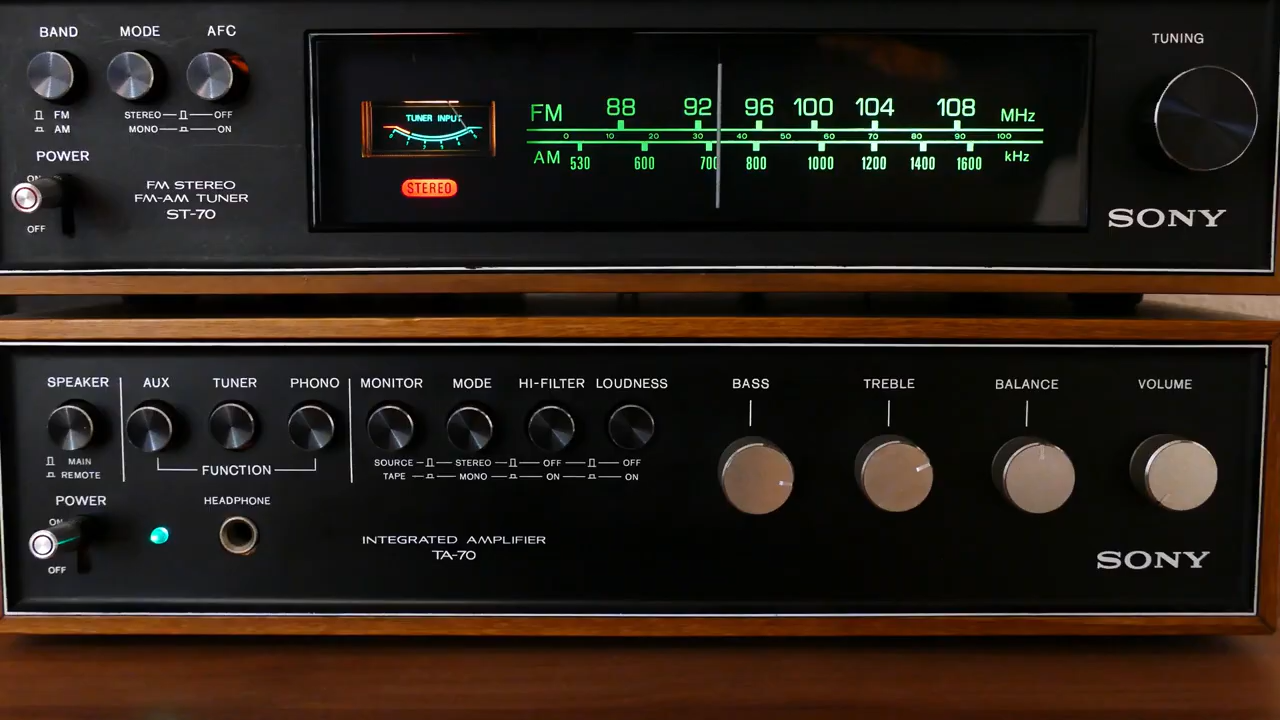 BAND MODE AFC
TUNING
FM STEREO OFF
AM MONO ON
POWER
ON
OFF
FM STEREO
FM-AM TUNER
ST-70
TUNER INPUT
STEREO
FM 88 92 96 100 104 108 MHz
0 10 20 30 40 50 60 70 80 90 100
AM 530 600 700 800 1000 1200 1400 1600 kHz
SONY
SPEAKER AUX TUNER PHONO MONITOR MODE HI-FILTER LOUDNESS BASS TREBLE BALANCE VOLUME
MAIN
REMOTE
FUNCTION
SOURCE STEREO OFF OFF
TAPE MONO ON ON
POWER
ON
OFF
HEADPHONE
INTEGRATED AMPLIFIER
TA-70
SONY